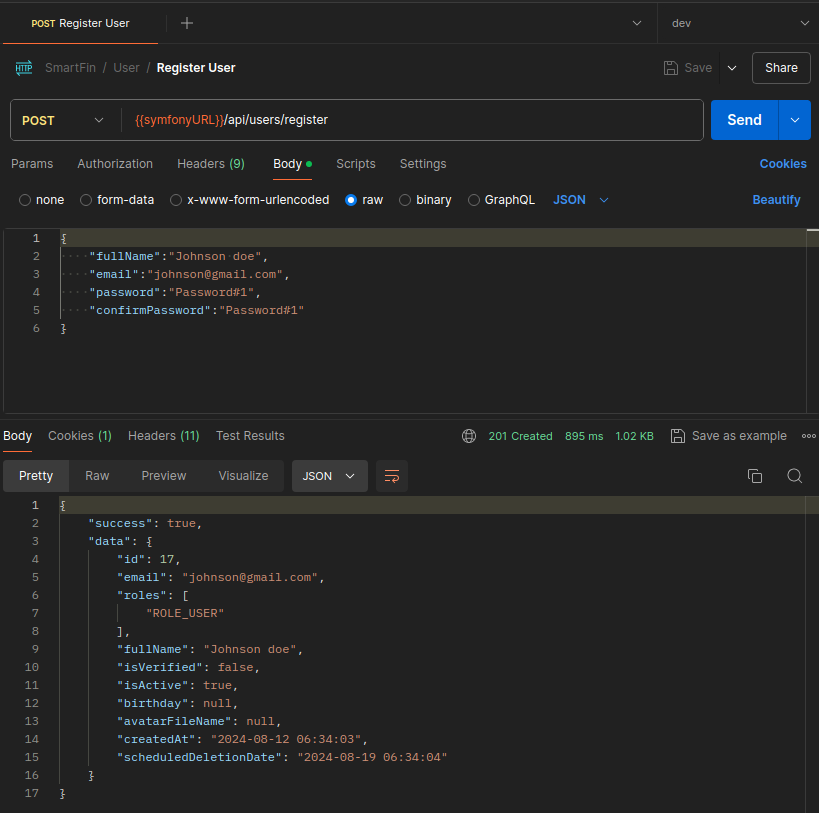 POST Register User
dev
HTTP SmartFin / User / Register User Save Share
POST {{symfonyURL}}/api/users/register Send
Params Authorization Headers (9) Body Scripts Settings Cookies
none form-data x-www-form-urlencoded raw binary GraphQL JSON Beautify
1 {
2 ····"fullName":"Johnson·doe",
3 ····"email":"johnson@gmail.com",
4 ····"password":"Password#1",
5 ····"confirmPassword":"Password#1"
6 }
Body Cookies (1) Headers (11) Test Results 201 Created 895 ms 1.02 KB Save as example
Pretty Raw Preview Visualize JSON
1 {
2 "success": true,
3 "data": {
4 "id": 17,
5 "email": "johnson@gmail.com",
6 "roles": [
7 "ROLE_USER"
8 ],
9 "fullName": "Johnson doe",
10 "isVerified": false,
11 "isActive": true,
12 "birthday": null,
13 "avatarFileName": null,
14 "createdAt": "2024-08-12 06:34:03",
15 "scheduledDeletionDate": "2024-08-19 06:34:04"
16 }
17 }